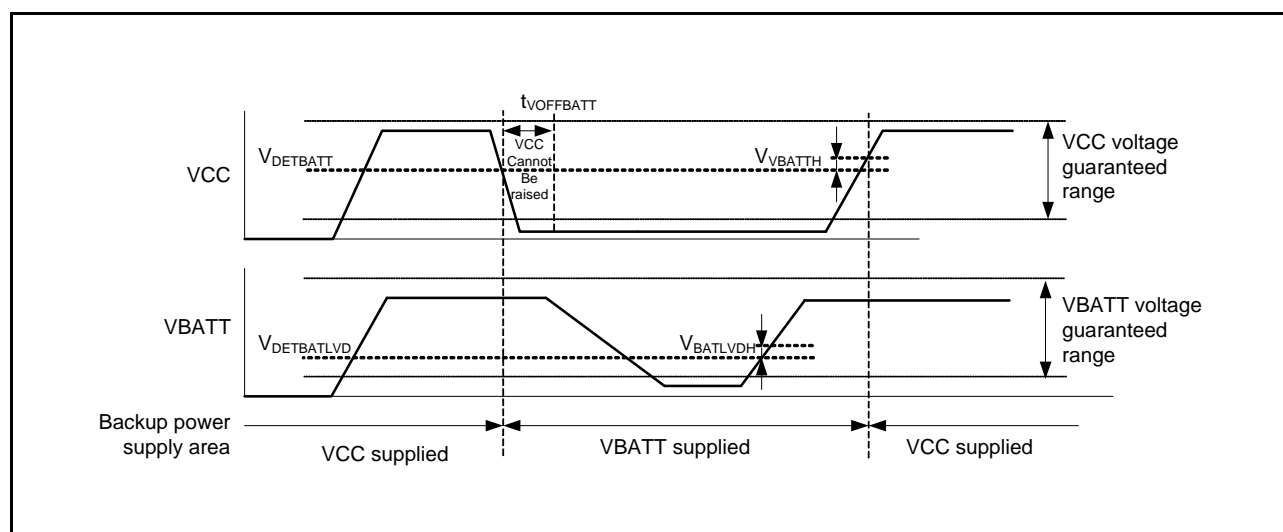 tVOFFBATT
VCC
Cannot
Be
raised
VDETBATT
VCC
VVBATTH
VCC voltage
guaranteed
range
VBATT
VDETBATLVD
VBATLVDH
VBATT voltage
guaranteed
range
Backup power
supply area
VCC supplied
VBATT supplied
VCC supplied